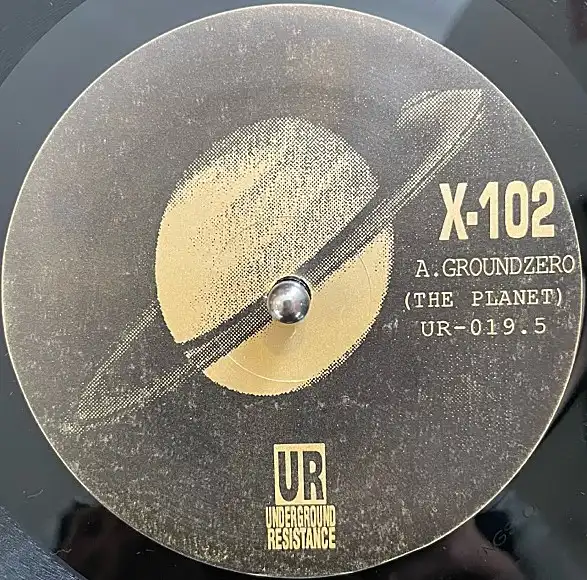 X-102
A.GROUNDZERO
(THE PLANET)
UR-019.5
UR
UNDERGROUND
RESISTANCE